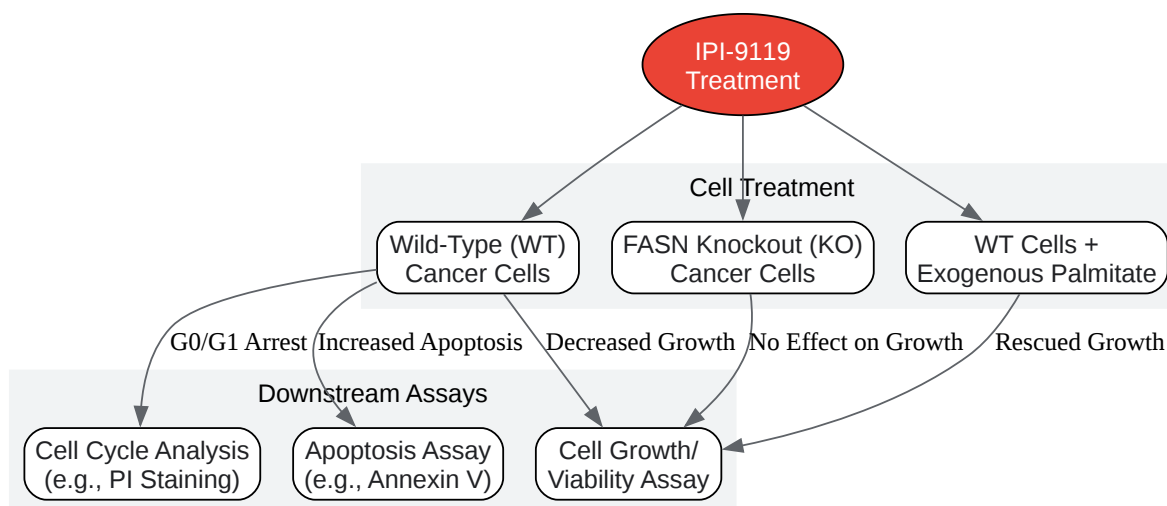 IPI-9119
Treatment
Cell Treatment
Wild-Type (WT)
Cancer Cells
FASN Knockout (KO)
Cancer Cells
WT Cells +
Exogenous Palmitate
G0/G1 Arrest
Increased Apoptosis
Decreased Growth
No Effect on Growth
Rescued Growth
Downstream Assays
Cell Cycle Analysis
(e.g., PI Staining)
Apoptosis Assay
(e.g., Annexin V)
Cell Growth/
Viability Assay